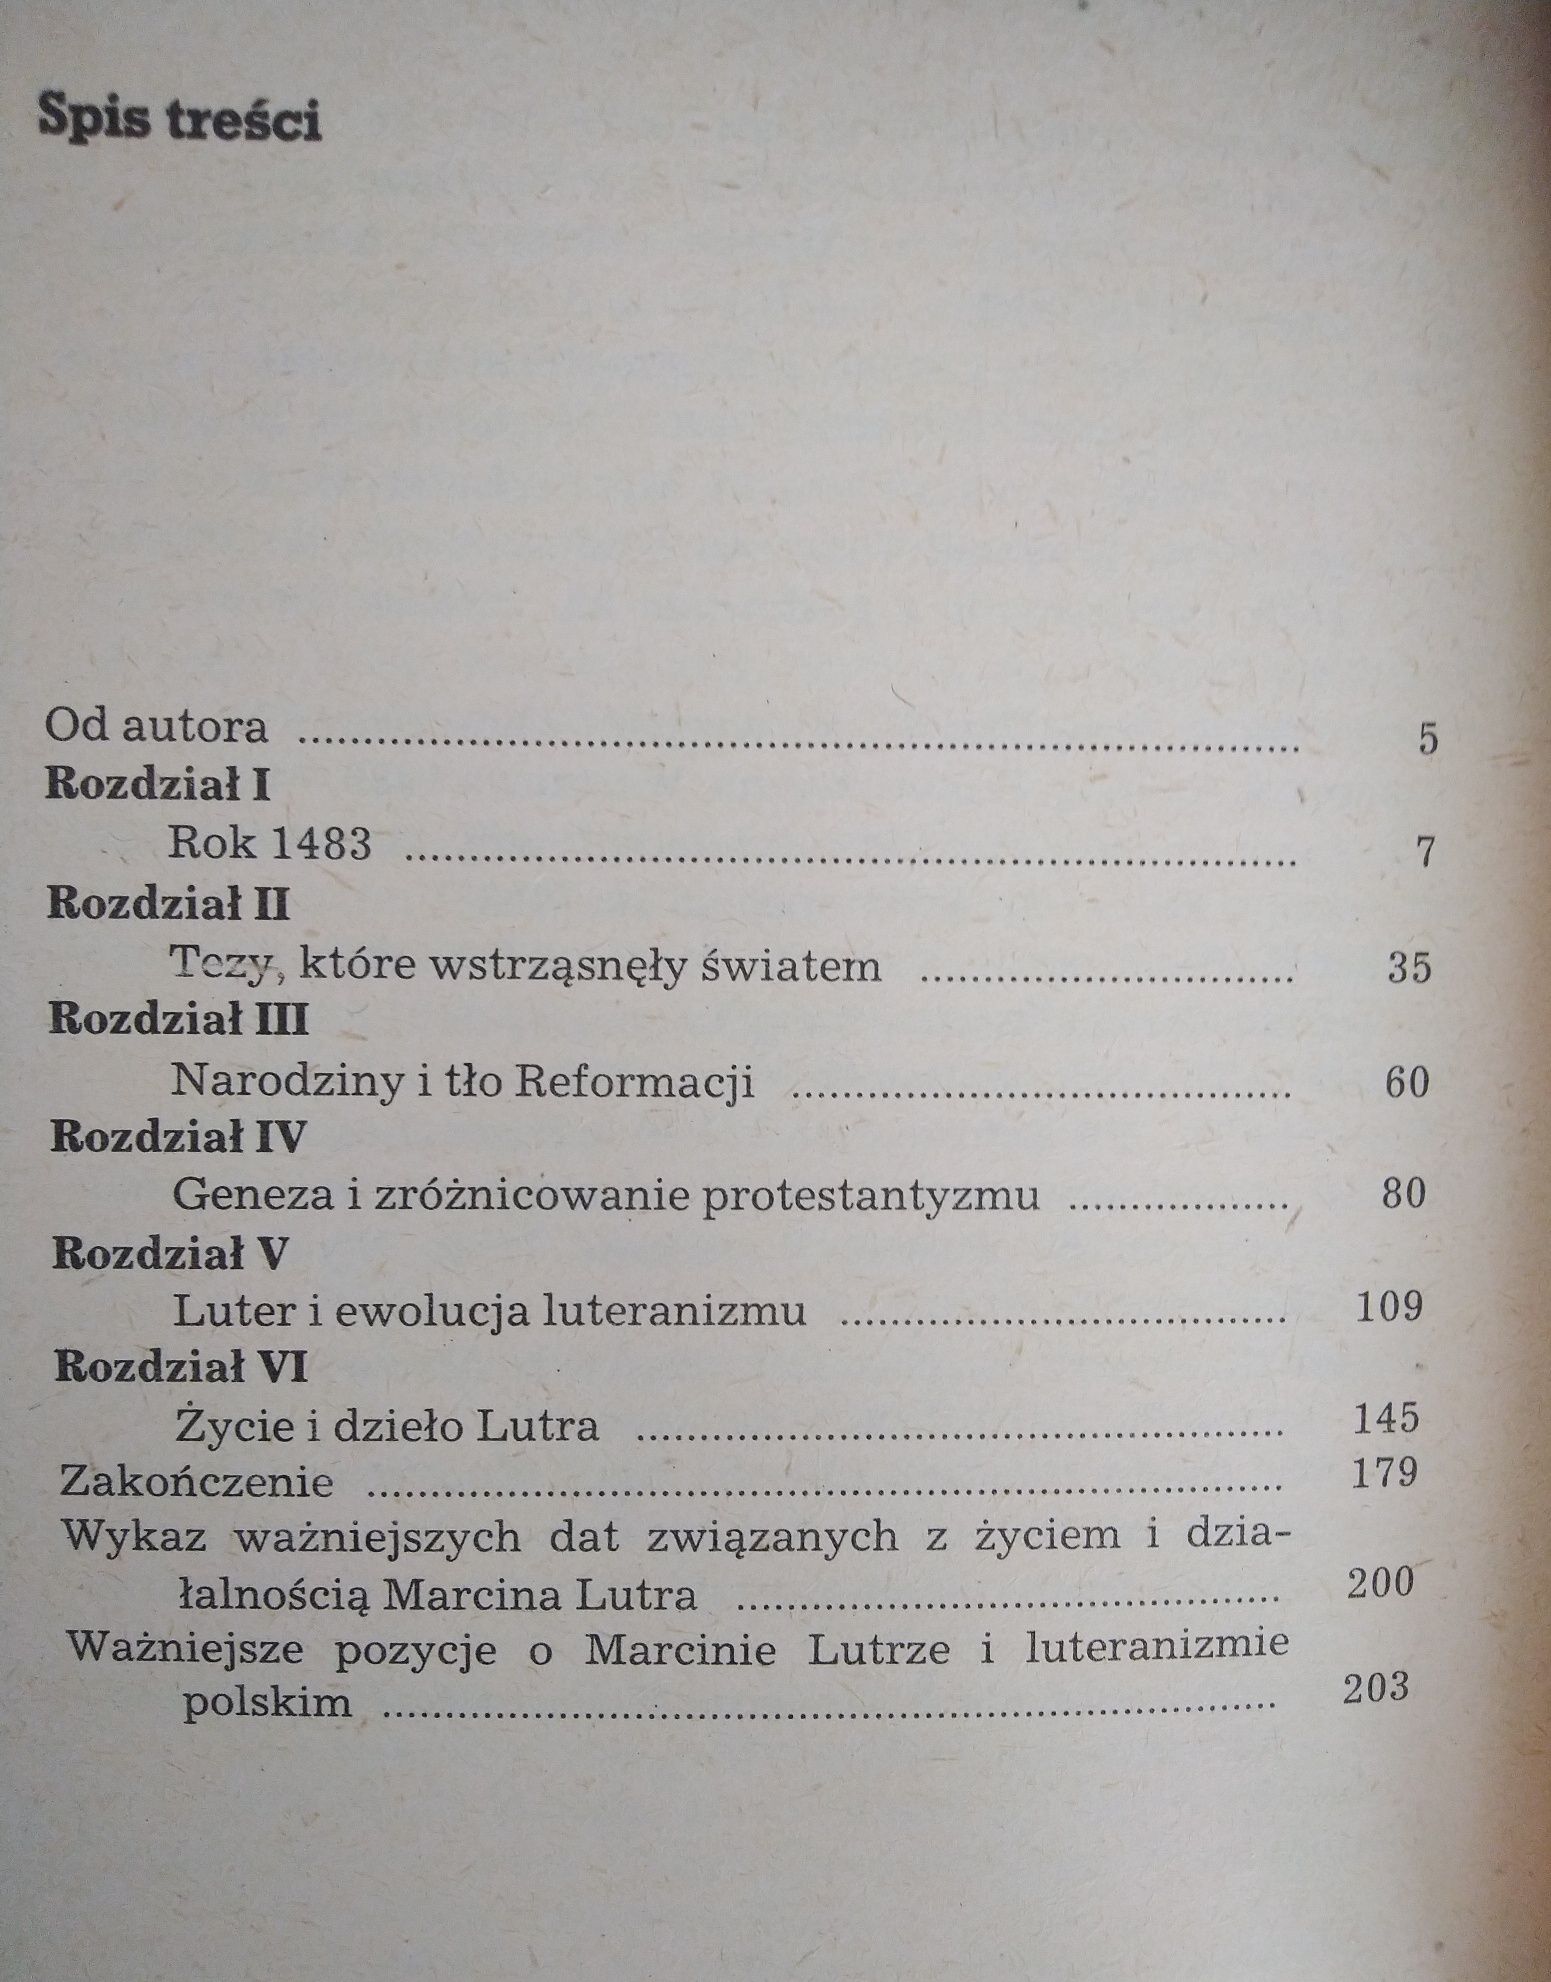 Spis treści
Od autora ........ 5
Rozdział I
Rok 1483 ........ 7
Rozdział II
Tezy, które wstrząsnęły światem ........ 35
Rozdział III
Narodziny i tło Reformacji ........ 60
Rozdział IV
Geneza i zróżnicowanie protestantyzmu ........ 80
Rozdział V
Luter i ewolucja luteranizmu ........ 109
Rozdział VI
Życie i dzieło Lutra ........ 145
Zakończenie ........ 179
Wykaz ważniejszych dat związanych z życiem i dzia-
łalnością Marcina Lutra ........ 200
Ważniejsze pozycje o Marcinie Lutrze i luteranizmie
polskim ........ 203